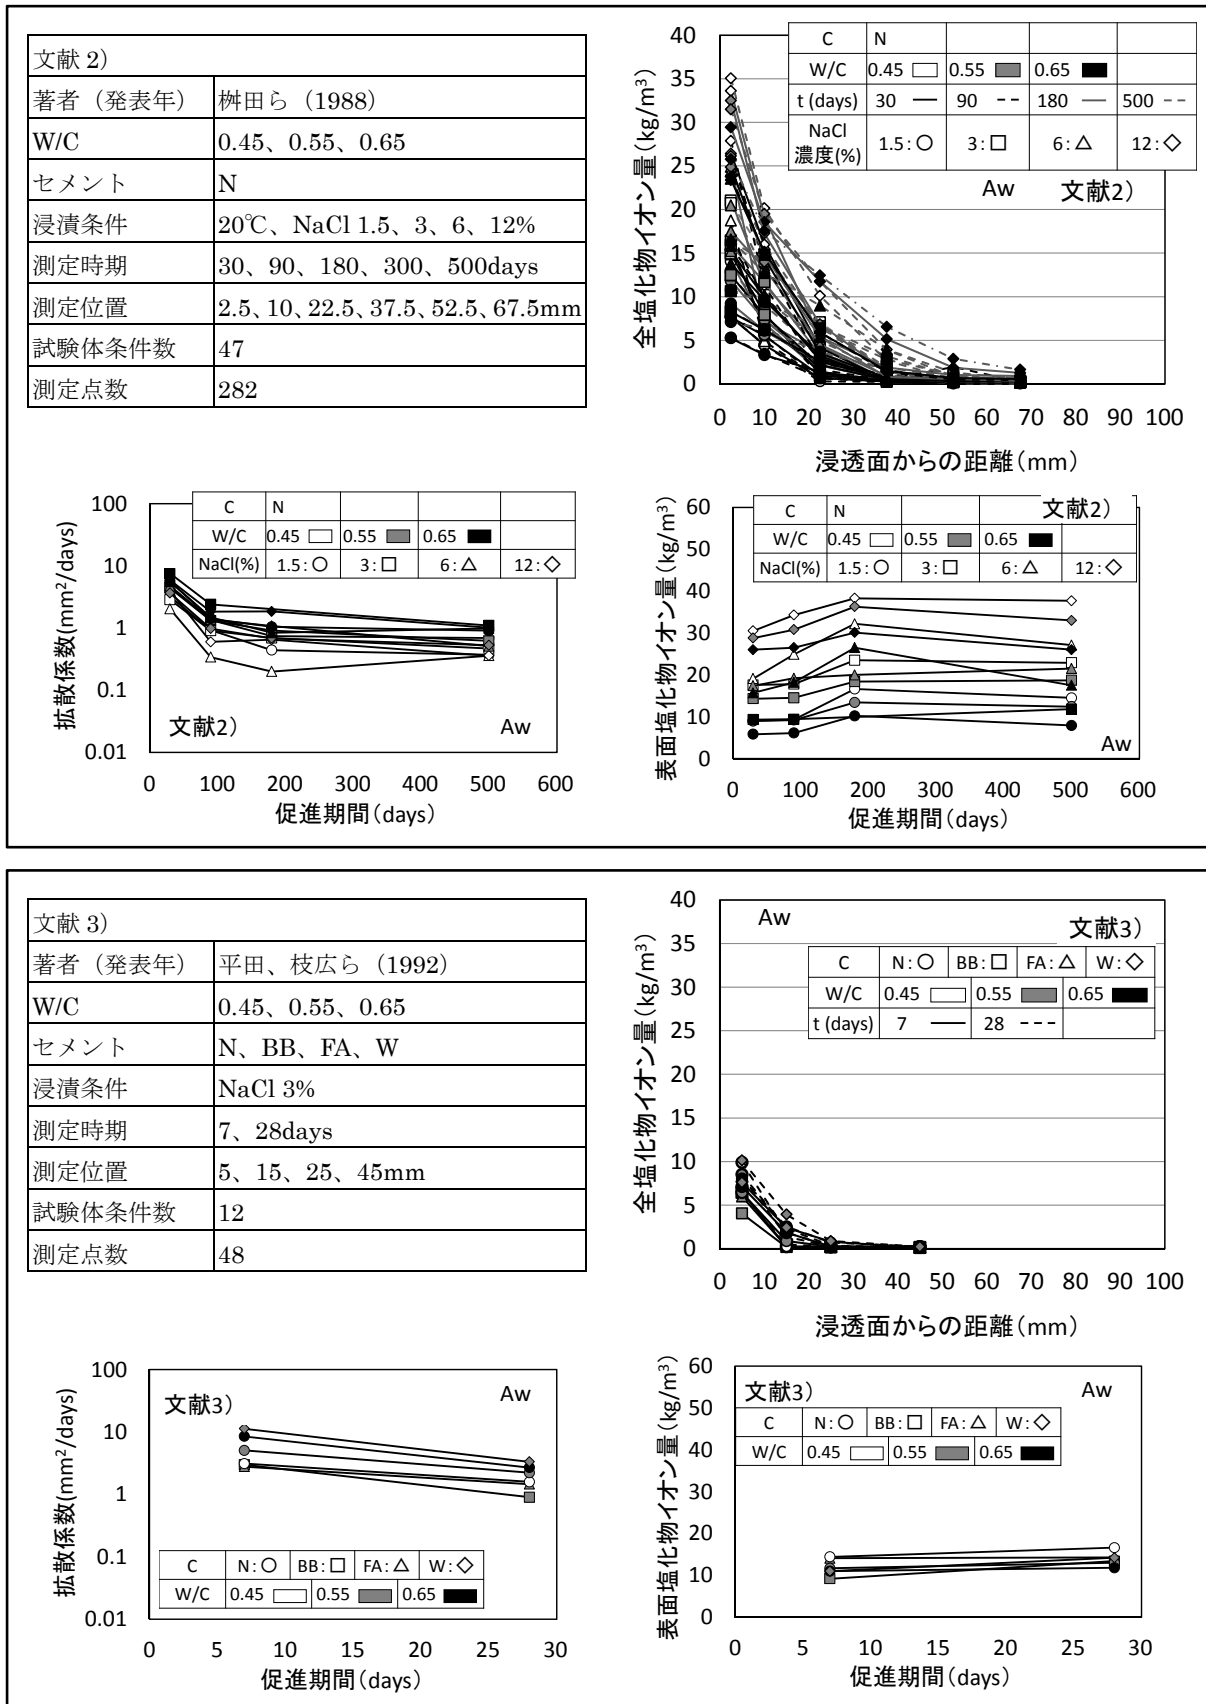 文献 2)
著者（発表年） 桝田ら（1988）
W/C 0.45、0.55、0.65
セメント N
浸漬条件 20℃、NaCl 1.5、3、6、12%
測定時期 30、90、180、300、500days
測定位置 2.5、10、22.5、37.5、52.5、67.5mm
試験体条件数 47
測定点数 282
全塩化物イオン量(kg/m³)
40
35
30
25
20
15
10
5
0
C N
W/C 0.45 0.55 0.65
t (days) 30 90 180 500
NaCl 濃度(%) 1.5:○ 3:□ 6:△ 12:◇
Aw 文献2)
0 10 20 30 40 50 60 70 80 90 100
浸透面からの距離(mm)
拡散係数(mm²/days)
100
10
1
0.1
0.01
C N
W/C 0.45 0.55 0.65
NaCl(%) 1.5:○ 3:□ 6:△ 12:◇
文献2) Aw
0 100 200 300 400 500 600
促進期間(days)
表面塩化物イオン量(kg/m³)
60
50
40
30
20
10
0
文献2)
C N
W/C 0.45 0.55 0.65
NaCl(%) 1.5:○ 3:□ 6:△ 12:◇
Aw
0 100 200 300 400 500 600
促進期間(days)
文献 3)
著者（発表年） 平田、枝広ら（1992）
W/C 0.45、0.55、0.65
セメント N、BB、FA、W
浸漬条件 NaCl 3%
測定時期 7、28days
測定位置 5、15、25、45mm
試験体条件数 12
測定点数 48
全塩化物イオン量(kg/m³)
40
35
30
25
20
15
10
5
0
Aw 文献3)
C N:○ BB:□ FA:△ W:◇
W/C 0.45 0.55 0.65
t (days) 7 28
0 10 20 30 40 50 60 70 80 90 100
浸透面からの距離(mm)
拡散係数(mm²/days)
100
10
1
0.1
0.01
文献3) Aw
C N:○ BB:□ FA:△ W:◇
W/C 0.45 0.55 0.65
0 5 10 15 20 25 30
促進期間(days)
表面塩化物イオン量(kg/m³)
60
50
40
30
20
10
0
文献3) Aw
C N:○ BB:□ FA:△ W:◇
W/C 0.45 0.55 0.65
0 5 10 15 20 25 30
促進期間(days)